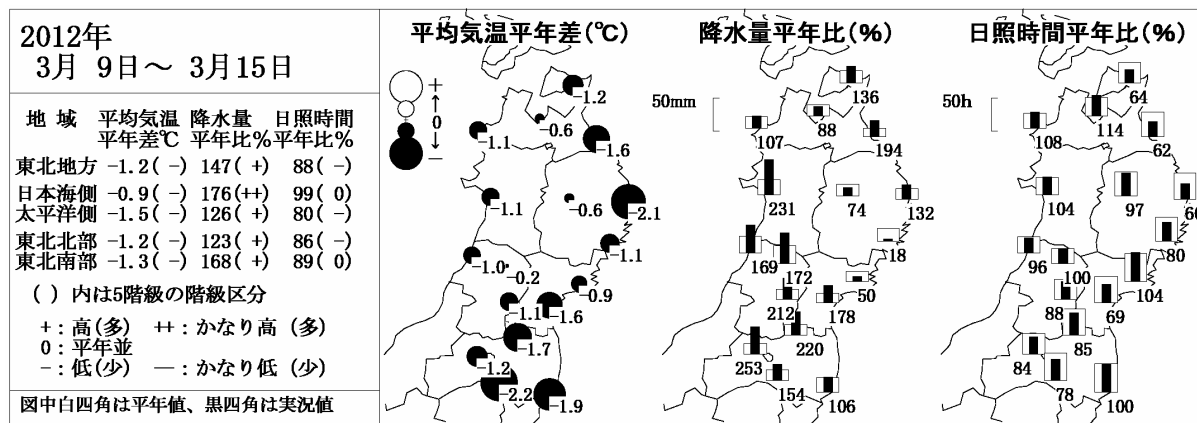 2012年
3月 9日～ 3月15日
地 域 平均気温 降水量 日照時間
平年差℃ 平年比% 平年比%
東北地方 -1.2( -) 147( +) 88( -)
日本海側 -0.9( -) 176(++) 99( 0)
太平洋側 -1.5( -) 126( +) 80( -)
東北北部 -1.2( -) 123( +) 86( -)
東北南部 -1.3( -) 168( +) 89( 0)
( ) 内は5階級の階級区分
+：高(多) ++：かなり高 (多)
0：平年並
-：低(少) ―：かなり低 (少)
図中白四角は平年値、黒四角は実況値
平均気温平年差(℃)
+
0
-
-1.2
-0.6
-1.1
-1.6
-1.1
-0.6
-2.1
-1.1
-1.0
-0.2
-0.9
-1.1
-1.6
-1.7
-1.2
-2.2
-1.9
降水量平年比(%)
50mm
136
88
107
194
231
74
132
18
169
172
50
212
178
220
253
154
106
日照時間平年比(%)
50h
64
114
108
62
104
97
80
96
100
104
88
69
85
84
78
100